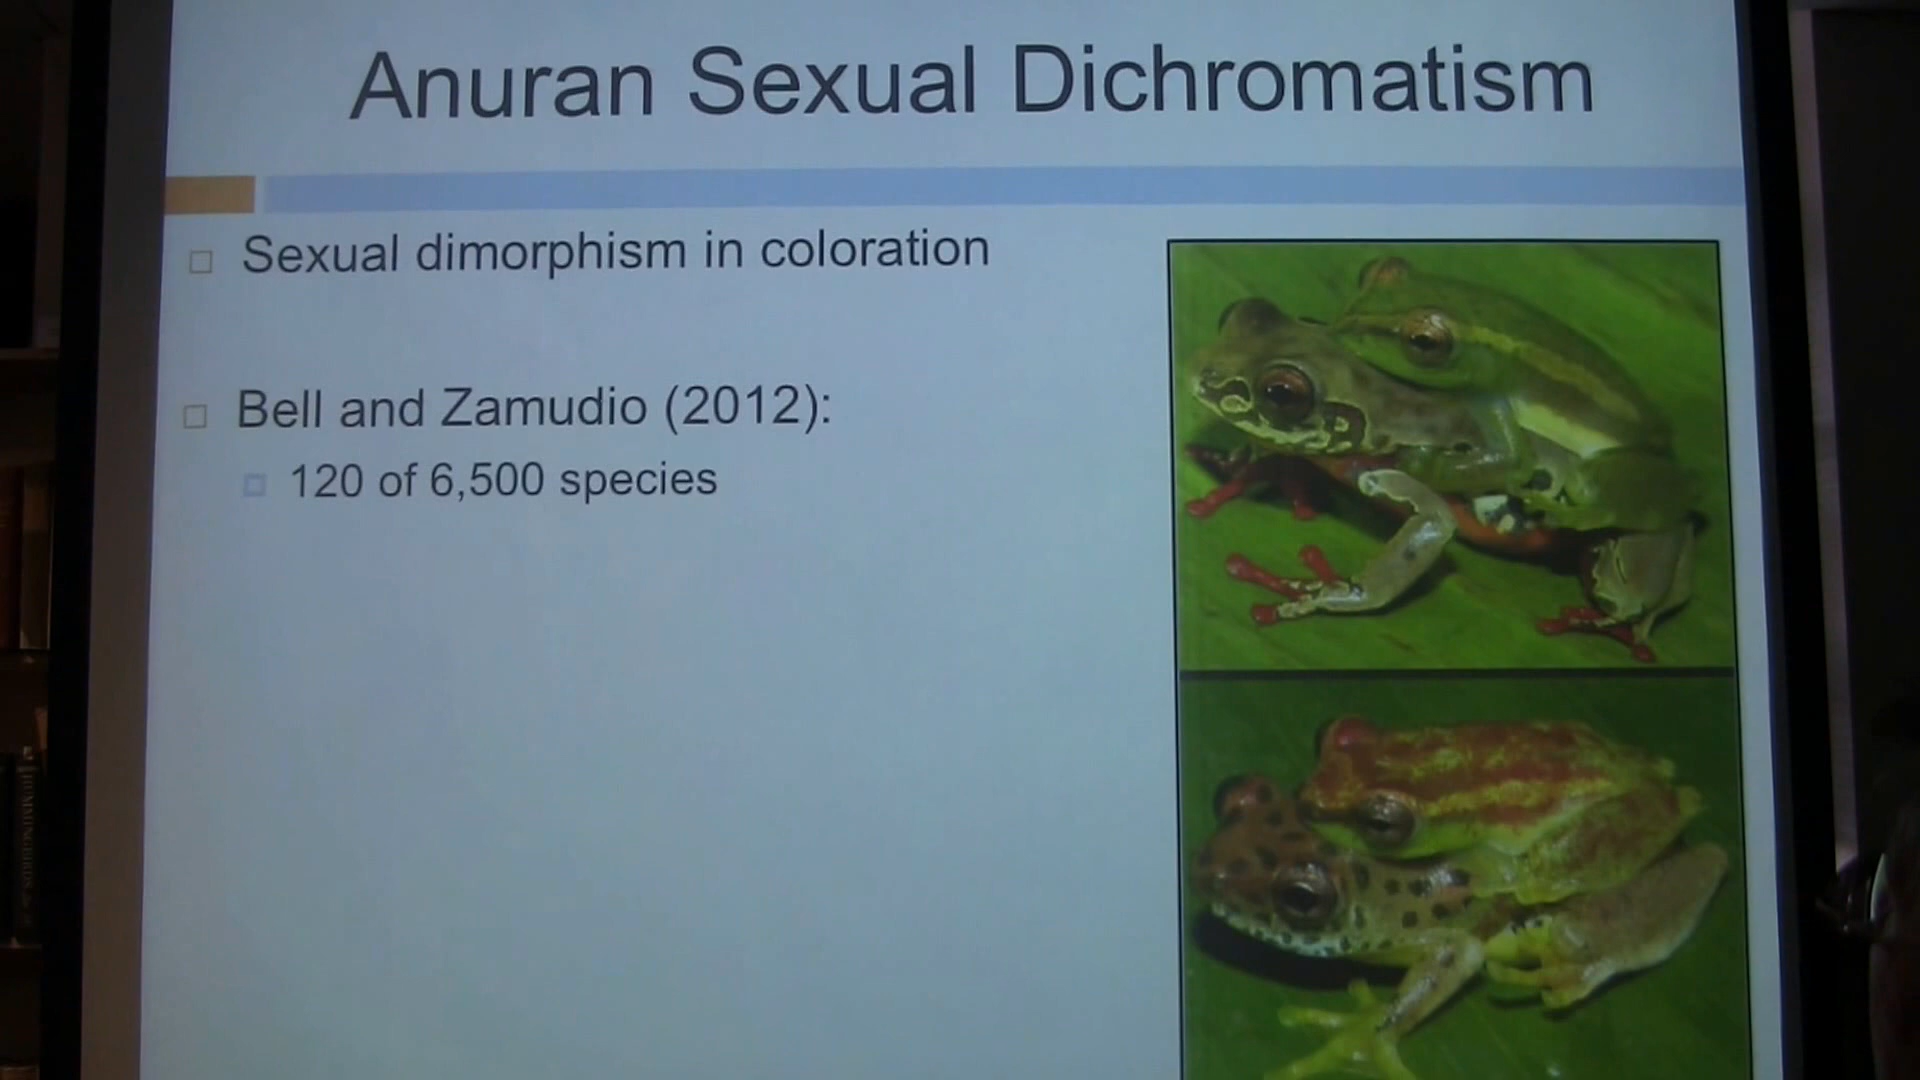 Anuran Sexual Dichromatism
Sexual dimorphism in coloration
Bell and Zamudio (2012):
120 of 6,500 species